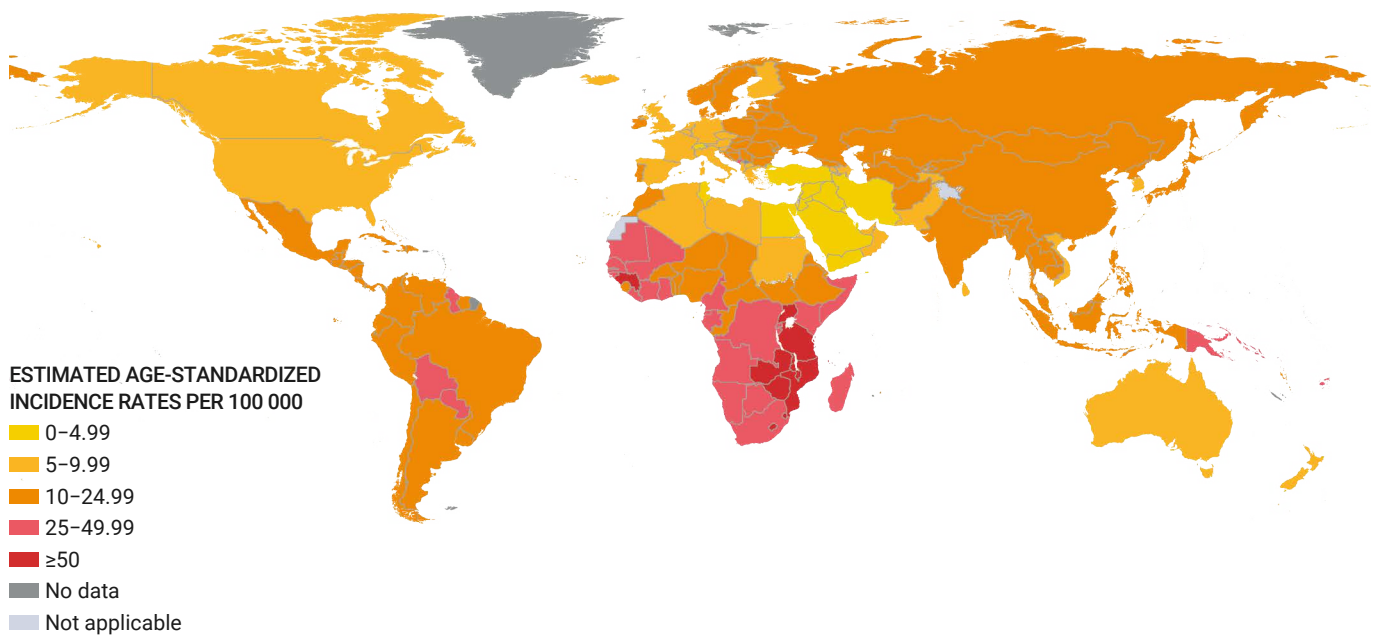 ESTIMATED AGE-STANDARDIZED
INCIDENCE RATES PER 100 000
0–4.99
5–9.99
10–24.99
25–49.99
≥50
No data
Not applicable